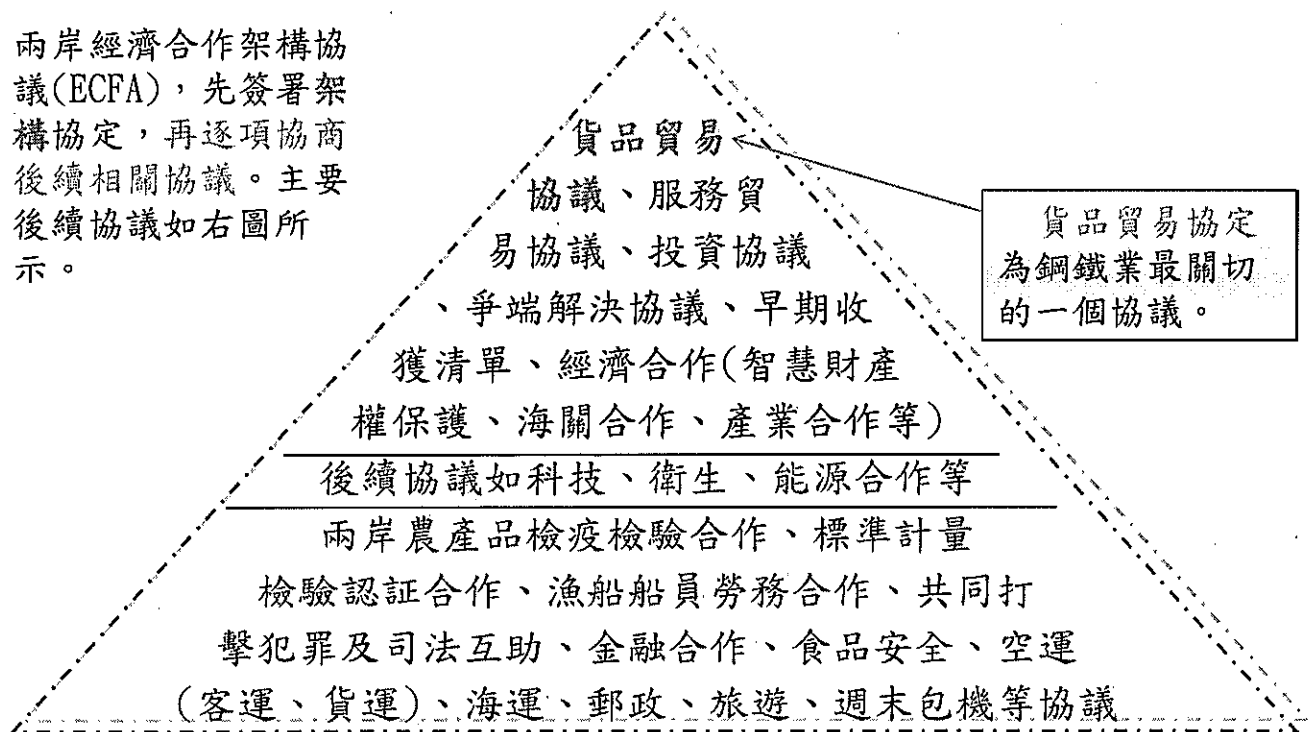 兩岸經濟合作架構協
議(ECFA)，先簽署架
構協定，再逐項協商
後續相關協議。主要
後續協議如右圖所
示。
貨品貿易
協議、服務貿
易協議、投資協議
、爭端解決協議、早期收
獲清單、經濟合作(智慧財產
權保護、海關合作、產業合作等)
後續協議如科技、衛生、能源合作等
兩岸農產品檢疫檢驗合作、標準計量
檢驗認証合作、漁船船員勞務合作、共同打
擊犯罪及司法互助、金融合作、食品安全、空運
(客運、貨運)、海運、郵政、旅遊、週末包機等協議
貨品貿易協定
為鋼鐵業最關切
的一個協議。